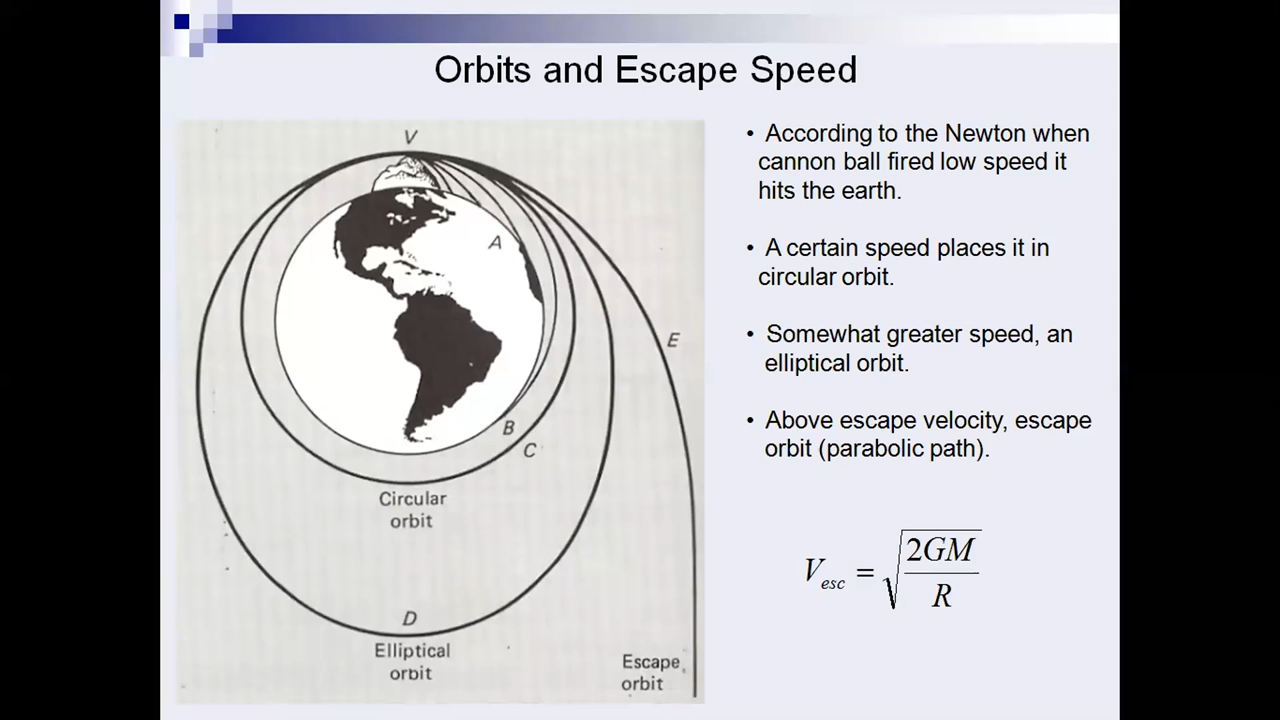 Orbits and Escape Speed
V
A
E
B
C
Circular
orbit
D
Elliptical
orbit
Escape
orbit
• According to the Newton when
cannon ball fired low speed it
hits the earth.
• A certain speed places it in
circular orbit.
• Somewhat greater speed, an
elliptical orbit.
• Above escape velocity, escape
orbit (parabolic path).
V_esc = √(2GM/R)